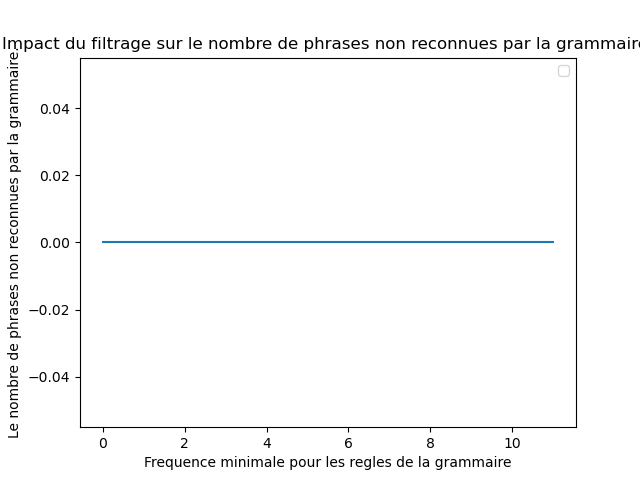 Impact du filtrage sur le nombre de phrases non reconnues par la grammaire
Le nombre de phrases non reconnues par la grammaire
0.04
0.02
0.00
−0.02
−0.04
0 2 4 6 8 10
Frequence minimale pour les regles de la grammaire